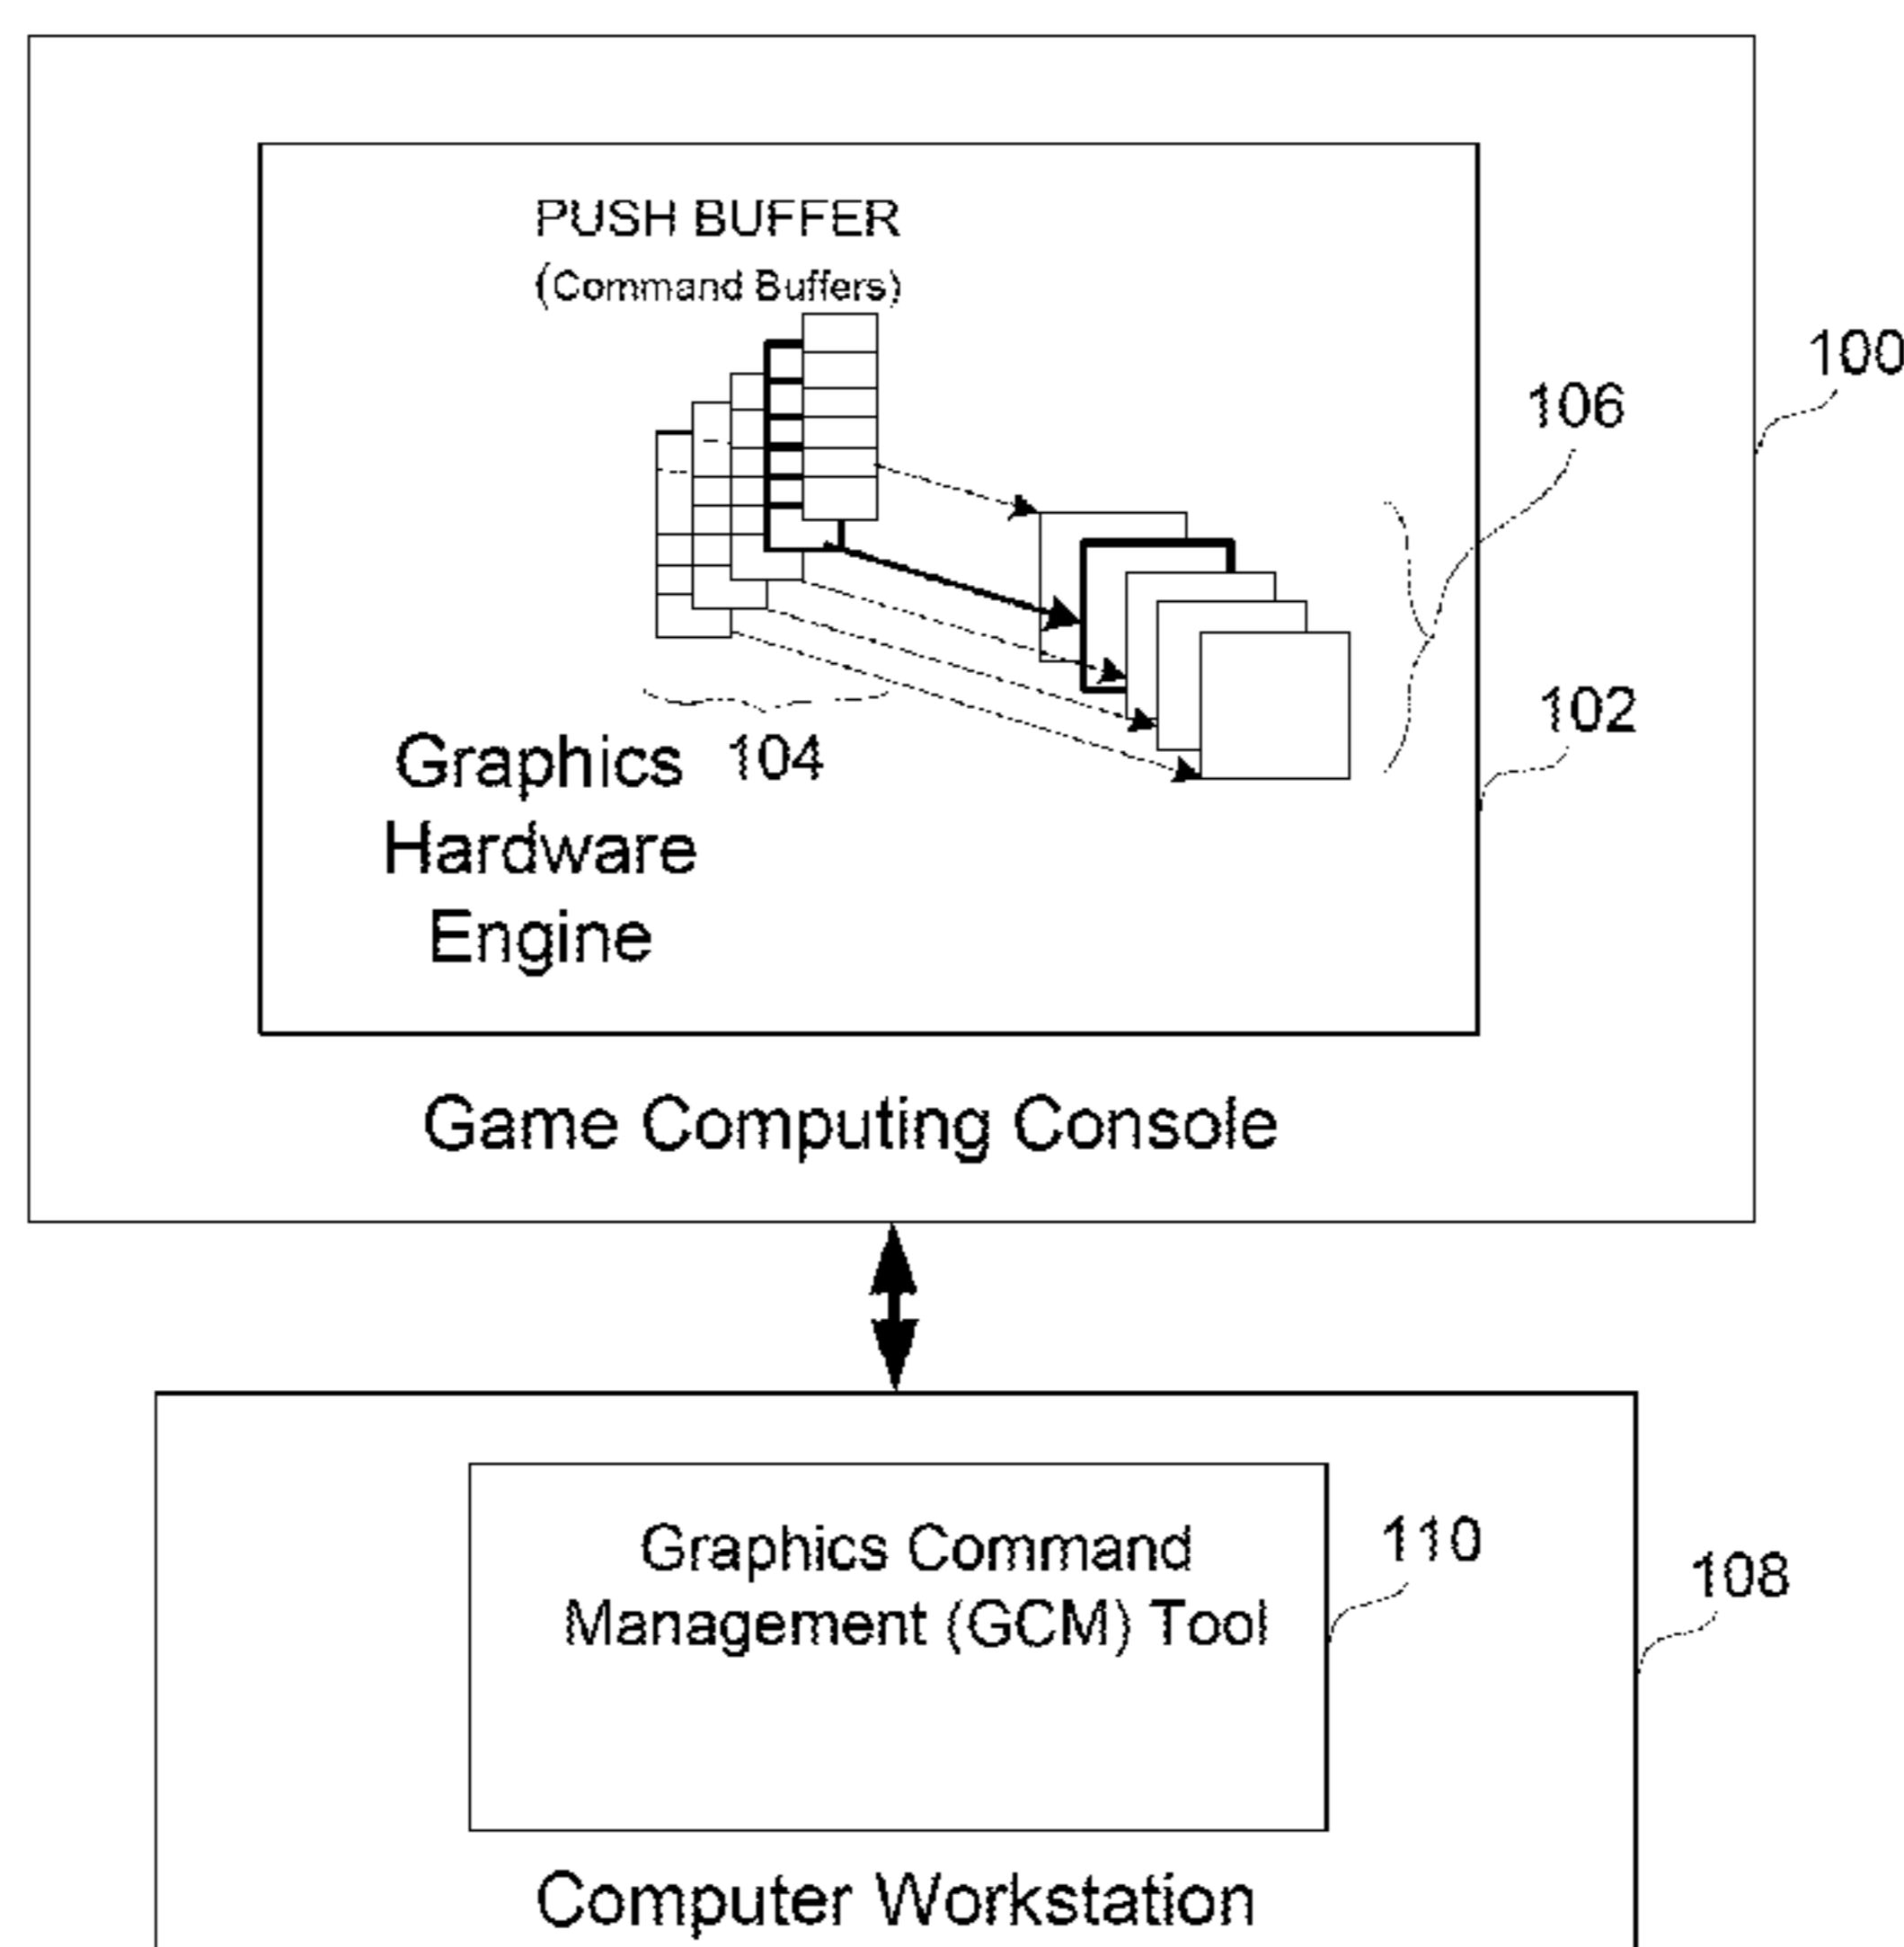 PUSH BUFFER
(Command Buffers)
100
106
102
104
Graphics
Hardware
Engine
Game Computing Console
Graphics Command
Management (GCM) Tool
110
108
Computer Workstation